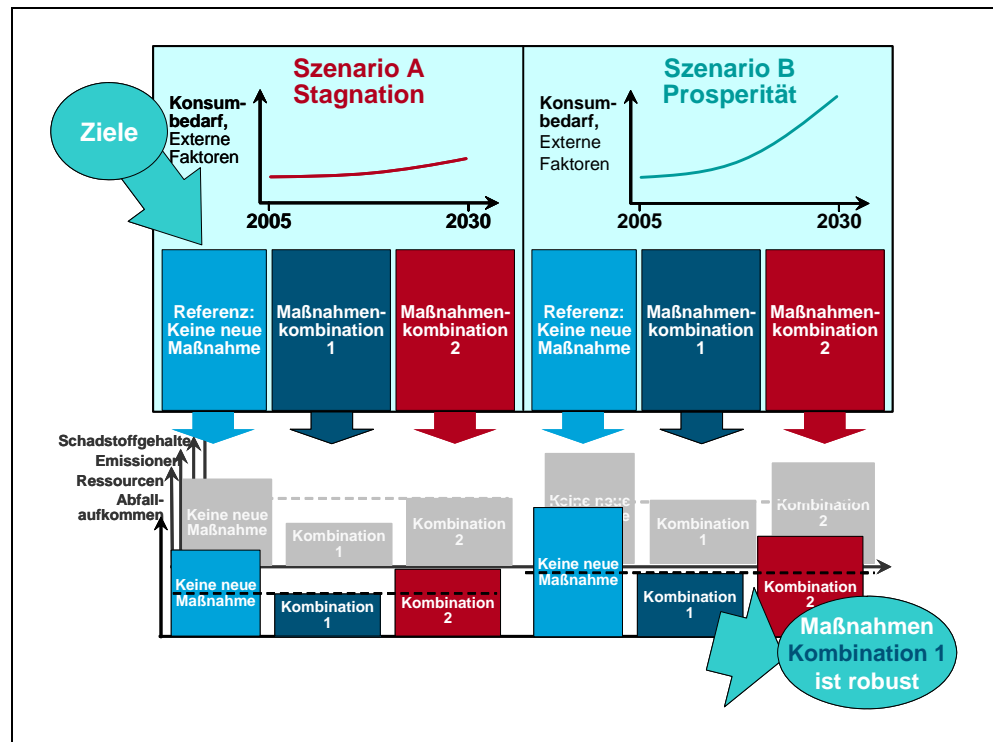 Szenario A
Stagnation
Szenario B
Prosperität
Ziele
Konsum-
bedarf,
Externe
Faktoren
2005
2030
Konsum-
bedarf,
Externe
Faktoren
2005
2030
Referenz:
Keine neue
Maßnahme
Maßnahmen-
kombination
1
Maßnahmen-
kombination
2
Referenz:
Keine neue
Maßnahme
Maßnahmen-
kombination
1
Maßnahmen-
kombination
2
Schadstoffgehalte
Emissionen
Ressourcen
Abfall-
aufkommen
Keine neue
Maßnahme
Kombination
1
Kombination
2
Keine neue
Maßnahme
Kombination
1
Kombination
2
Keine neue
Maßnahme
Kombination
1
Kombination
2
Keine neue
Maßnahme
Kombination
1
Kombination
2
Maßnahmen
Kombination 1
ist robust